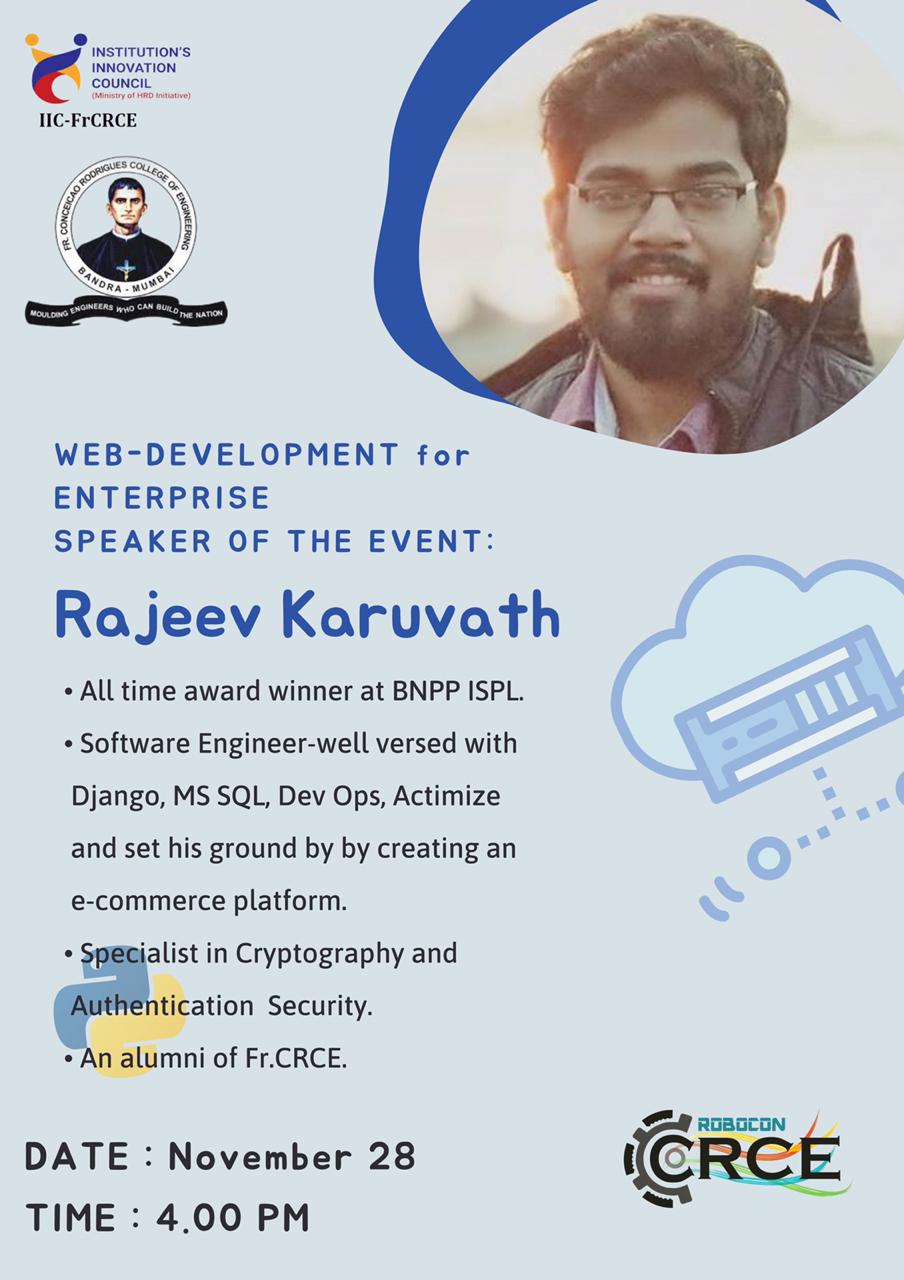 INSTITUTION'S
INNOVATION
COUNCIL
(Ministry of HRD Initiative)
IIC-FrCRCE
FR. CONCEICAO RODRIGUES COLLEGE OF ENGINEERING
BANDRA - MUMBAI
MOULDING ENGINEERS WHO CAN BUILD THE NATION
WEB-DEVELOPMENT for
ENTERPRISE
SPEAKER OF THE EVENT:
Rajeev Karuvath
• All time award winner at BNPP ISPL.
• Software Engineer-well versed with
Django, MS SQL, Dev Ops, Actimize
and set his ground by by creating an
e-commerce platform.
• Specialist in Cryptography and
Authentication  Security.
• An alumni of Fr.CRCE.
DATE : November 28
TIME : 4.00 PM
ROBOCON
CRCE